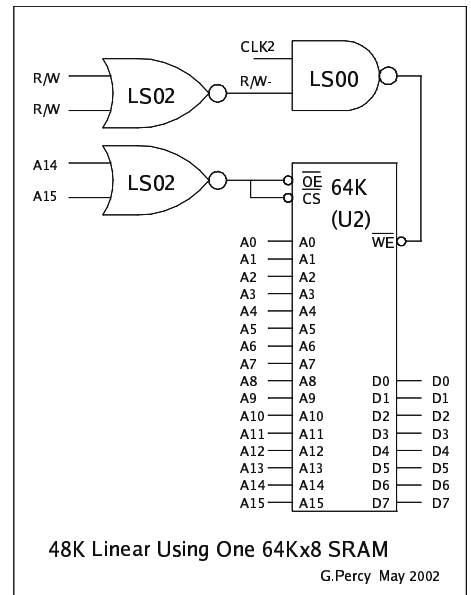 CLK2
R/W
LS02
R/W-
LS00
R/W
A14
LS02
A15
OE
CS
64K
(U2)
WE
A0 A0
A1 A1
A2 A2
A3 A3
A4 A4
A5 A5
A6 A6
A7 A7
A8 A8 D0 D0
A9 A9 D1 D1
A10 A10 D2 D2
A11 A11 D3 D3
A12 A12 D4 D4
A13 A13 D5 D5
A14 A14 D6 D6
A15 A15 D7 D7
48K Linear Using One 64Kx8 SRAM
G.Percy May 2002